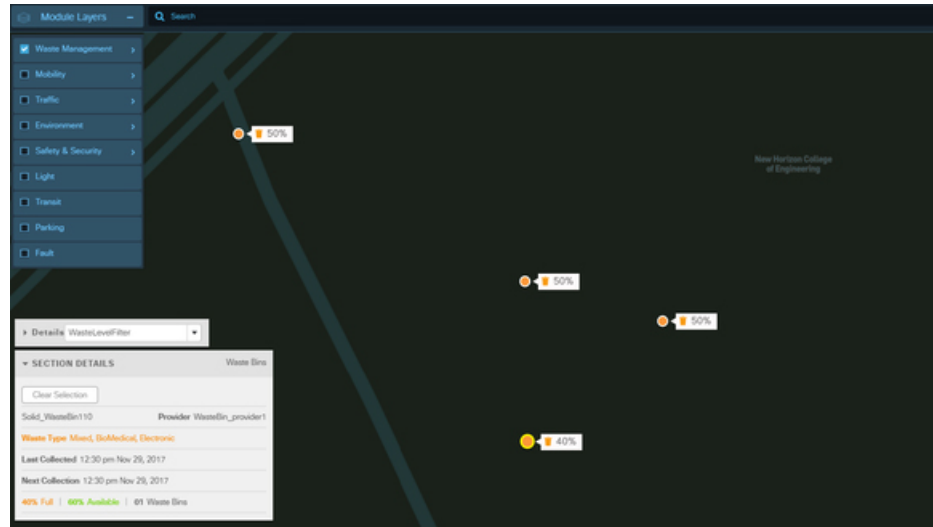 Module Layers –
Search
Waste Management
Mobility
Traffic
Environment
Safety & Security
Light
Transit
Parking
Fault
50%
New Horizon College
of Engineering
50%
50%
40%
Details WasteLevelFilter
SECTION DETAILS Waste Bins
Clear Selection
Solid_WasteBin110 Provider WasteBin_provider1
Waste Type Mixed, BioMedical, Electronic
Last Collected 12:30 pm Nov 29, 2017
Next Collection 12:30 pm Nov 29, 2017
40% Full | 60% Available | 01 Waste Bins